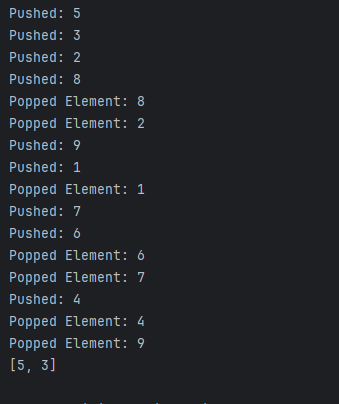 Pushed: 5
Pushed: 3
Pushed: 2
Pushed: 8
Popped Element: 8
Popped Element: 2
Pushed: 9
Pushed: 1
Popped Element: 1
Pushed: 7
Pushed: 6
Popped Element: 6
Popped Element: 7
Pushed: 4
Popped Element: 4
Popped Element: 9
[5, 3]